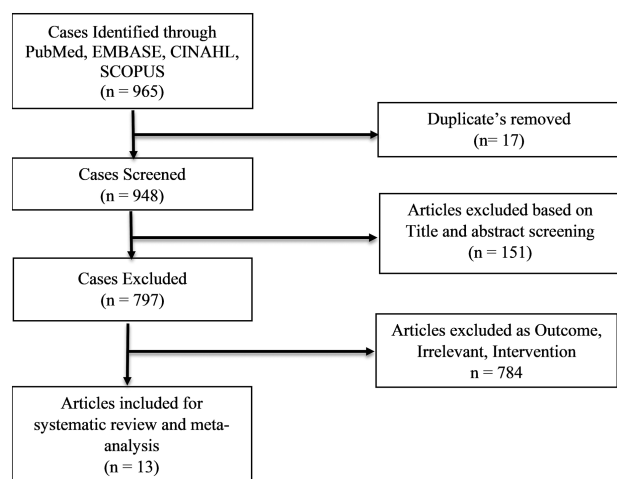 Cases Identified through
PubMed, EMBASE, CINAHL,
SCOPUS
(n = 965)
Duplicate's removed
(n= 17)
Cases Screened
(n = 948)
Articles excluded based on
Title and abstract screening
(n = 151)
Cases Excluded
(n = 797)
Articles excluded as Outcome,
Irrelevant, Intervention
n = 784
Articles included for
systematic review and meta-
analysis
(n = 13)